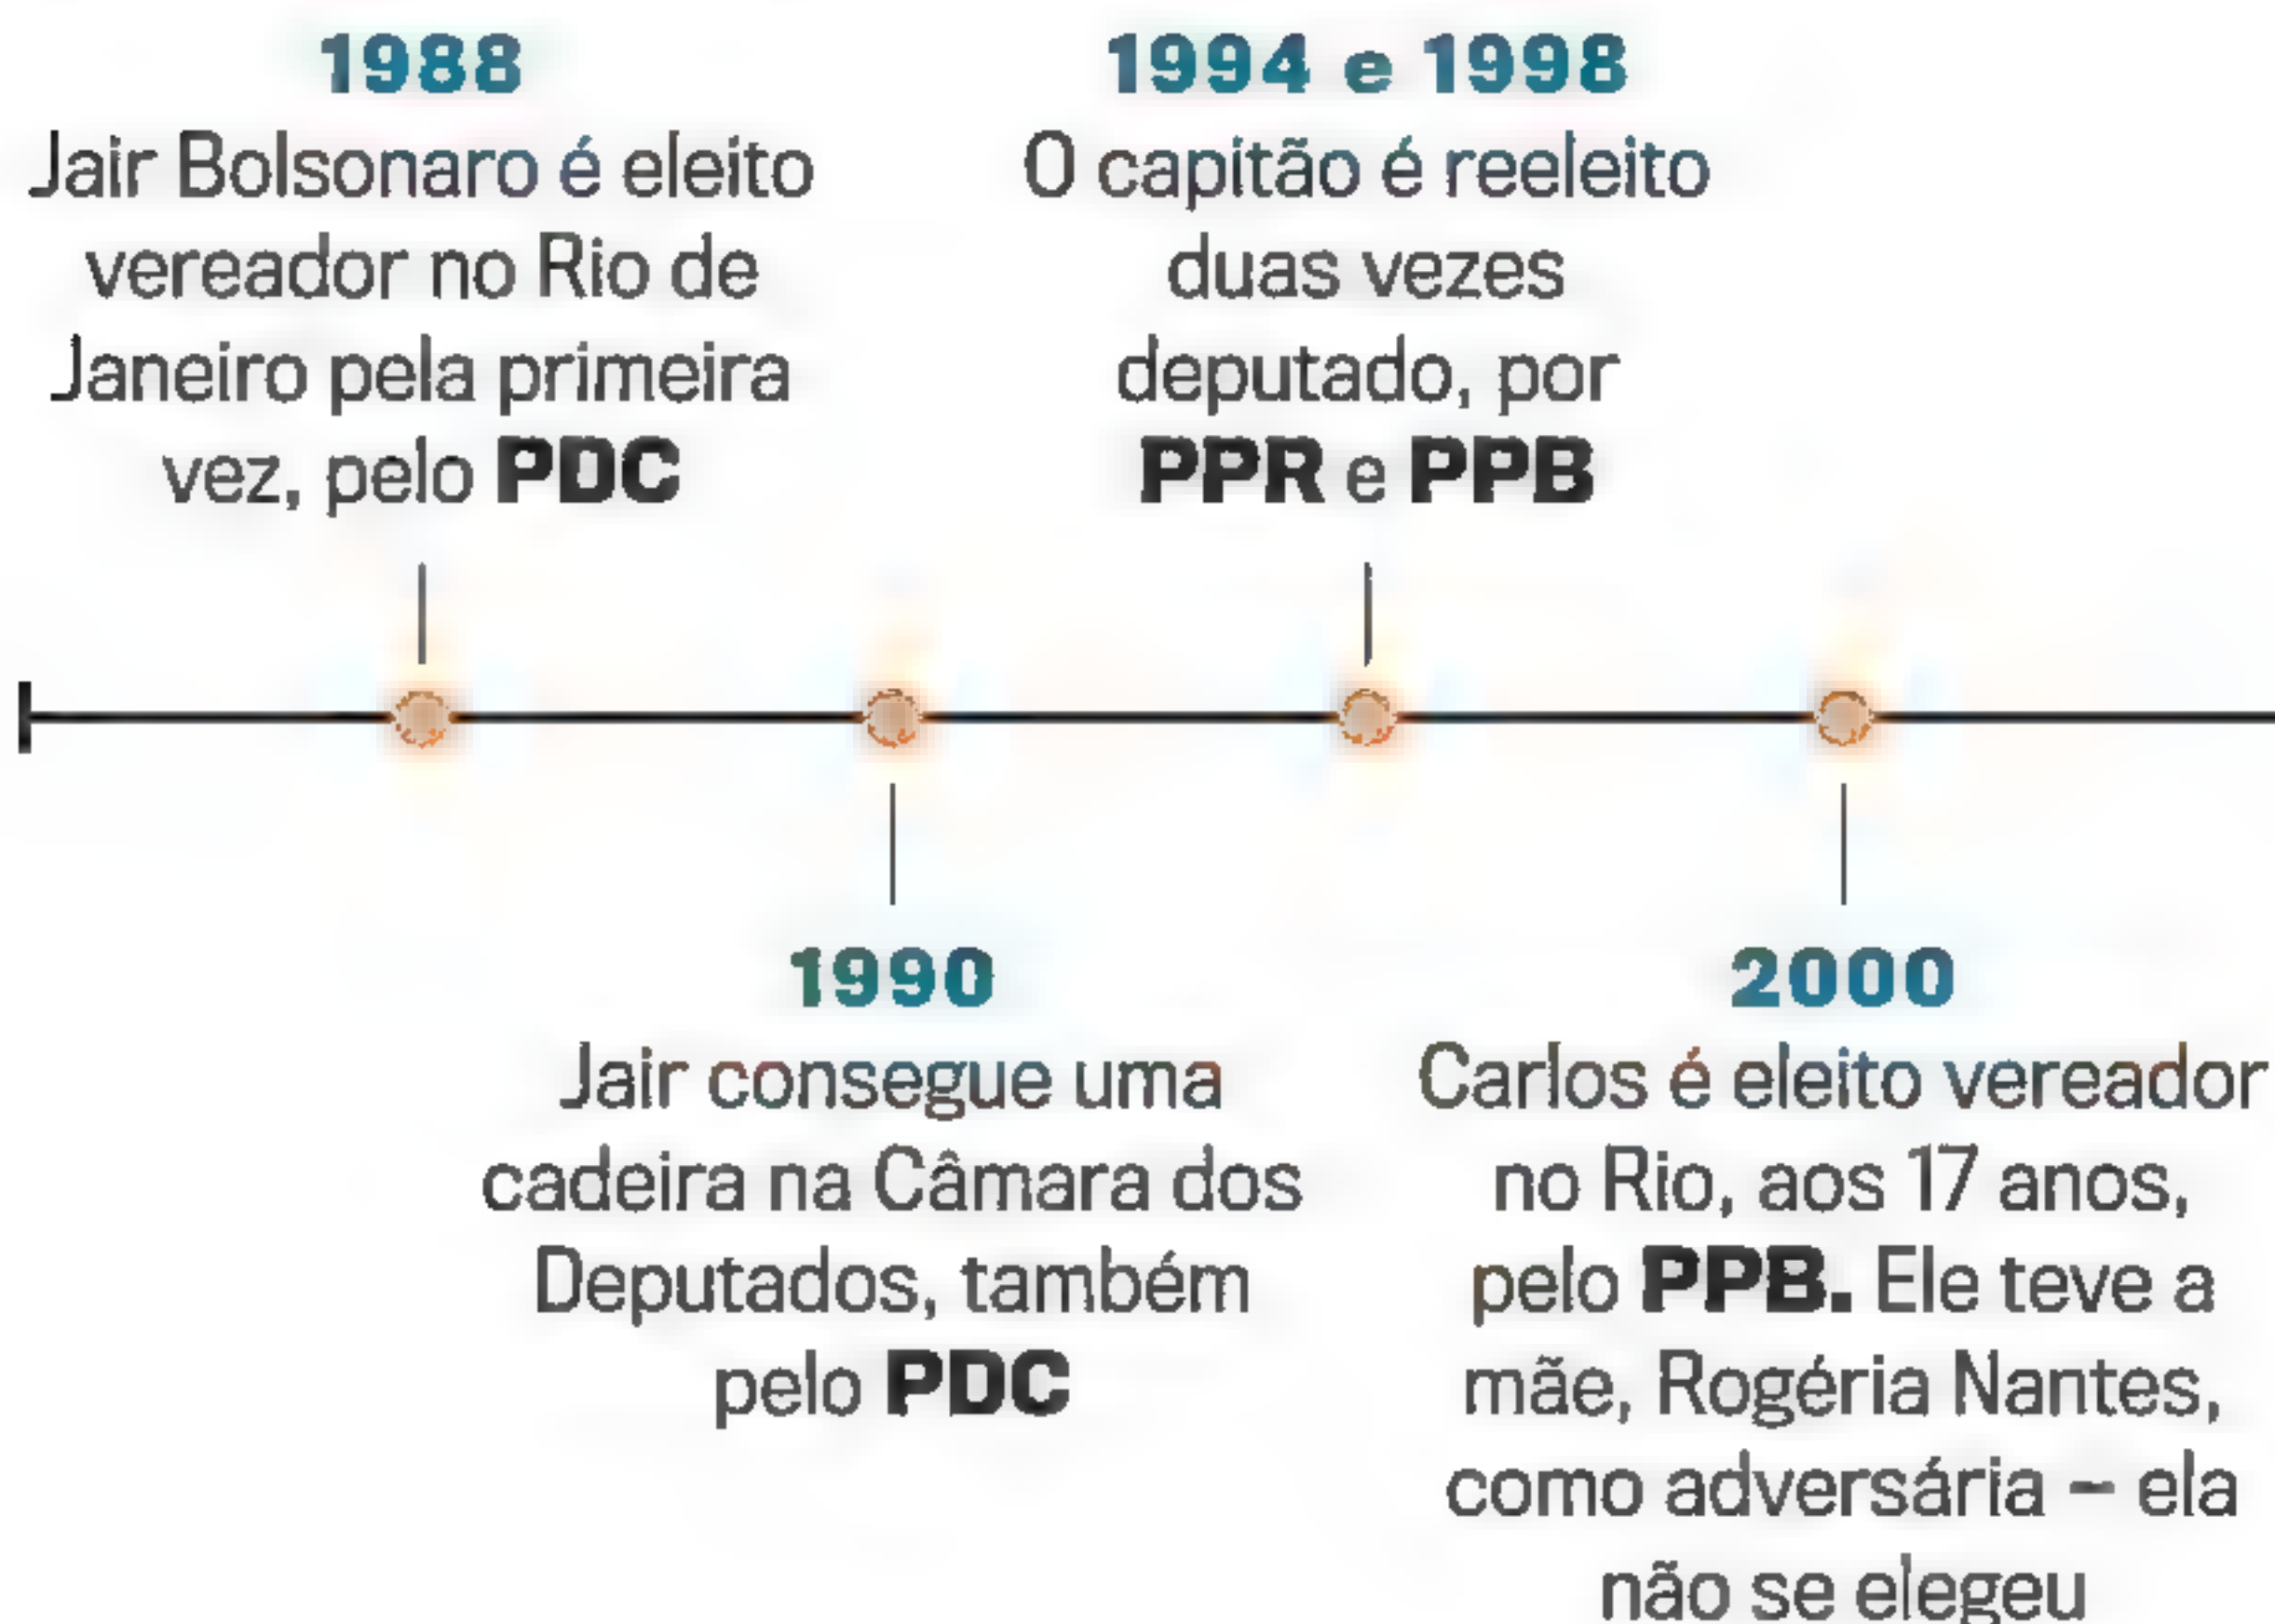 1988
Jair Bolsonaro é eleito
vereador no Rio de
Janeiro pela primeira
vez, pelo PDC
1990
Jair consegue uma
cadeira na Câmara dos
Deputados, também
pelo PDC
1994 e 1998
O capitão é reeleito
duas vezes
deputado, por
PPR e PPB
2000
Carlos é eleito vereador
no Rio, aos 17 anos,
pelo PPB. Ele teve a
mãe, Rogéria Nantes,
como adversária – ela
não se elegeu